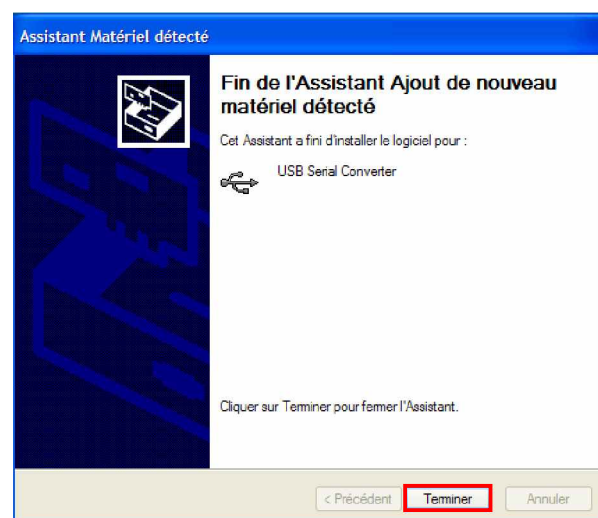 Assistant Matériel détecté
Fin de l'Assistant Ajout de nouveau
matériel détecté
Cet Assistant a fini d'installer le logiciel pour :
USB Serial Converter
Cliquer sur Terminer pour fermer l'Assistant.
< Précédent Terminer Annuler